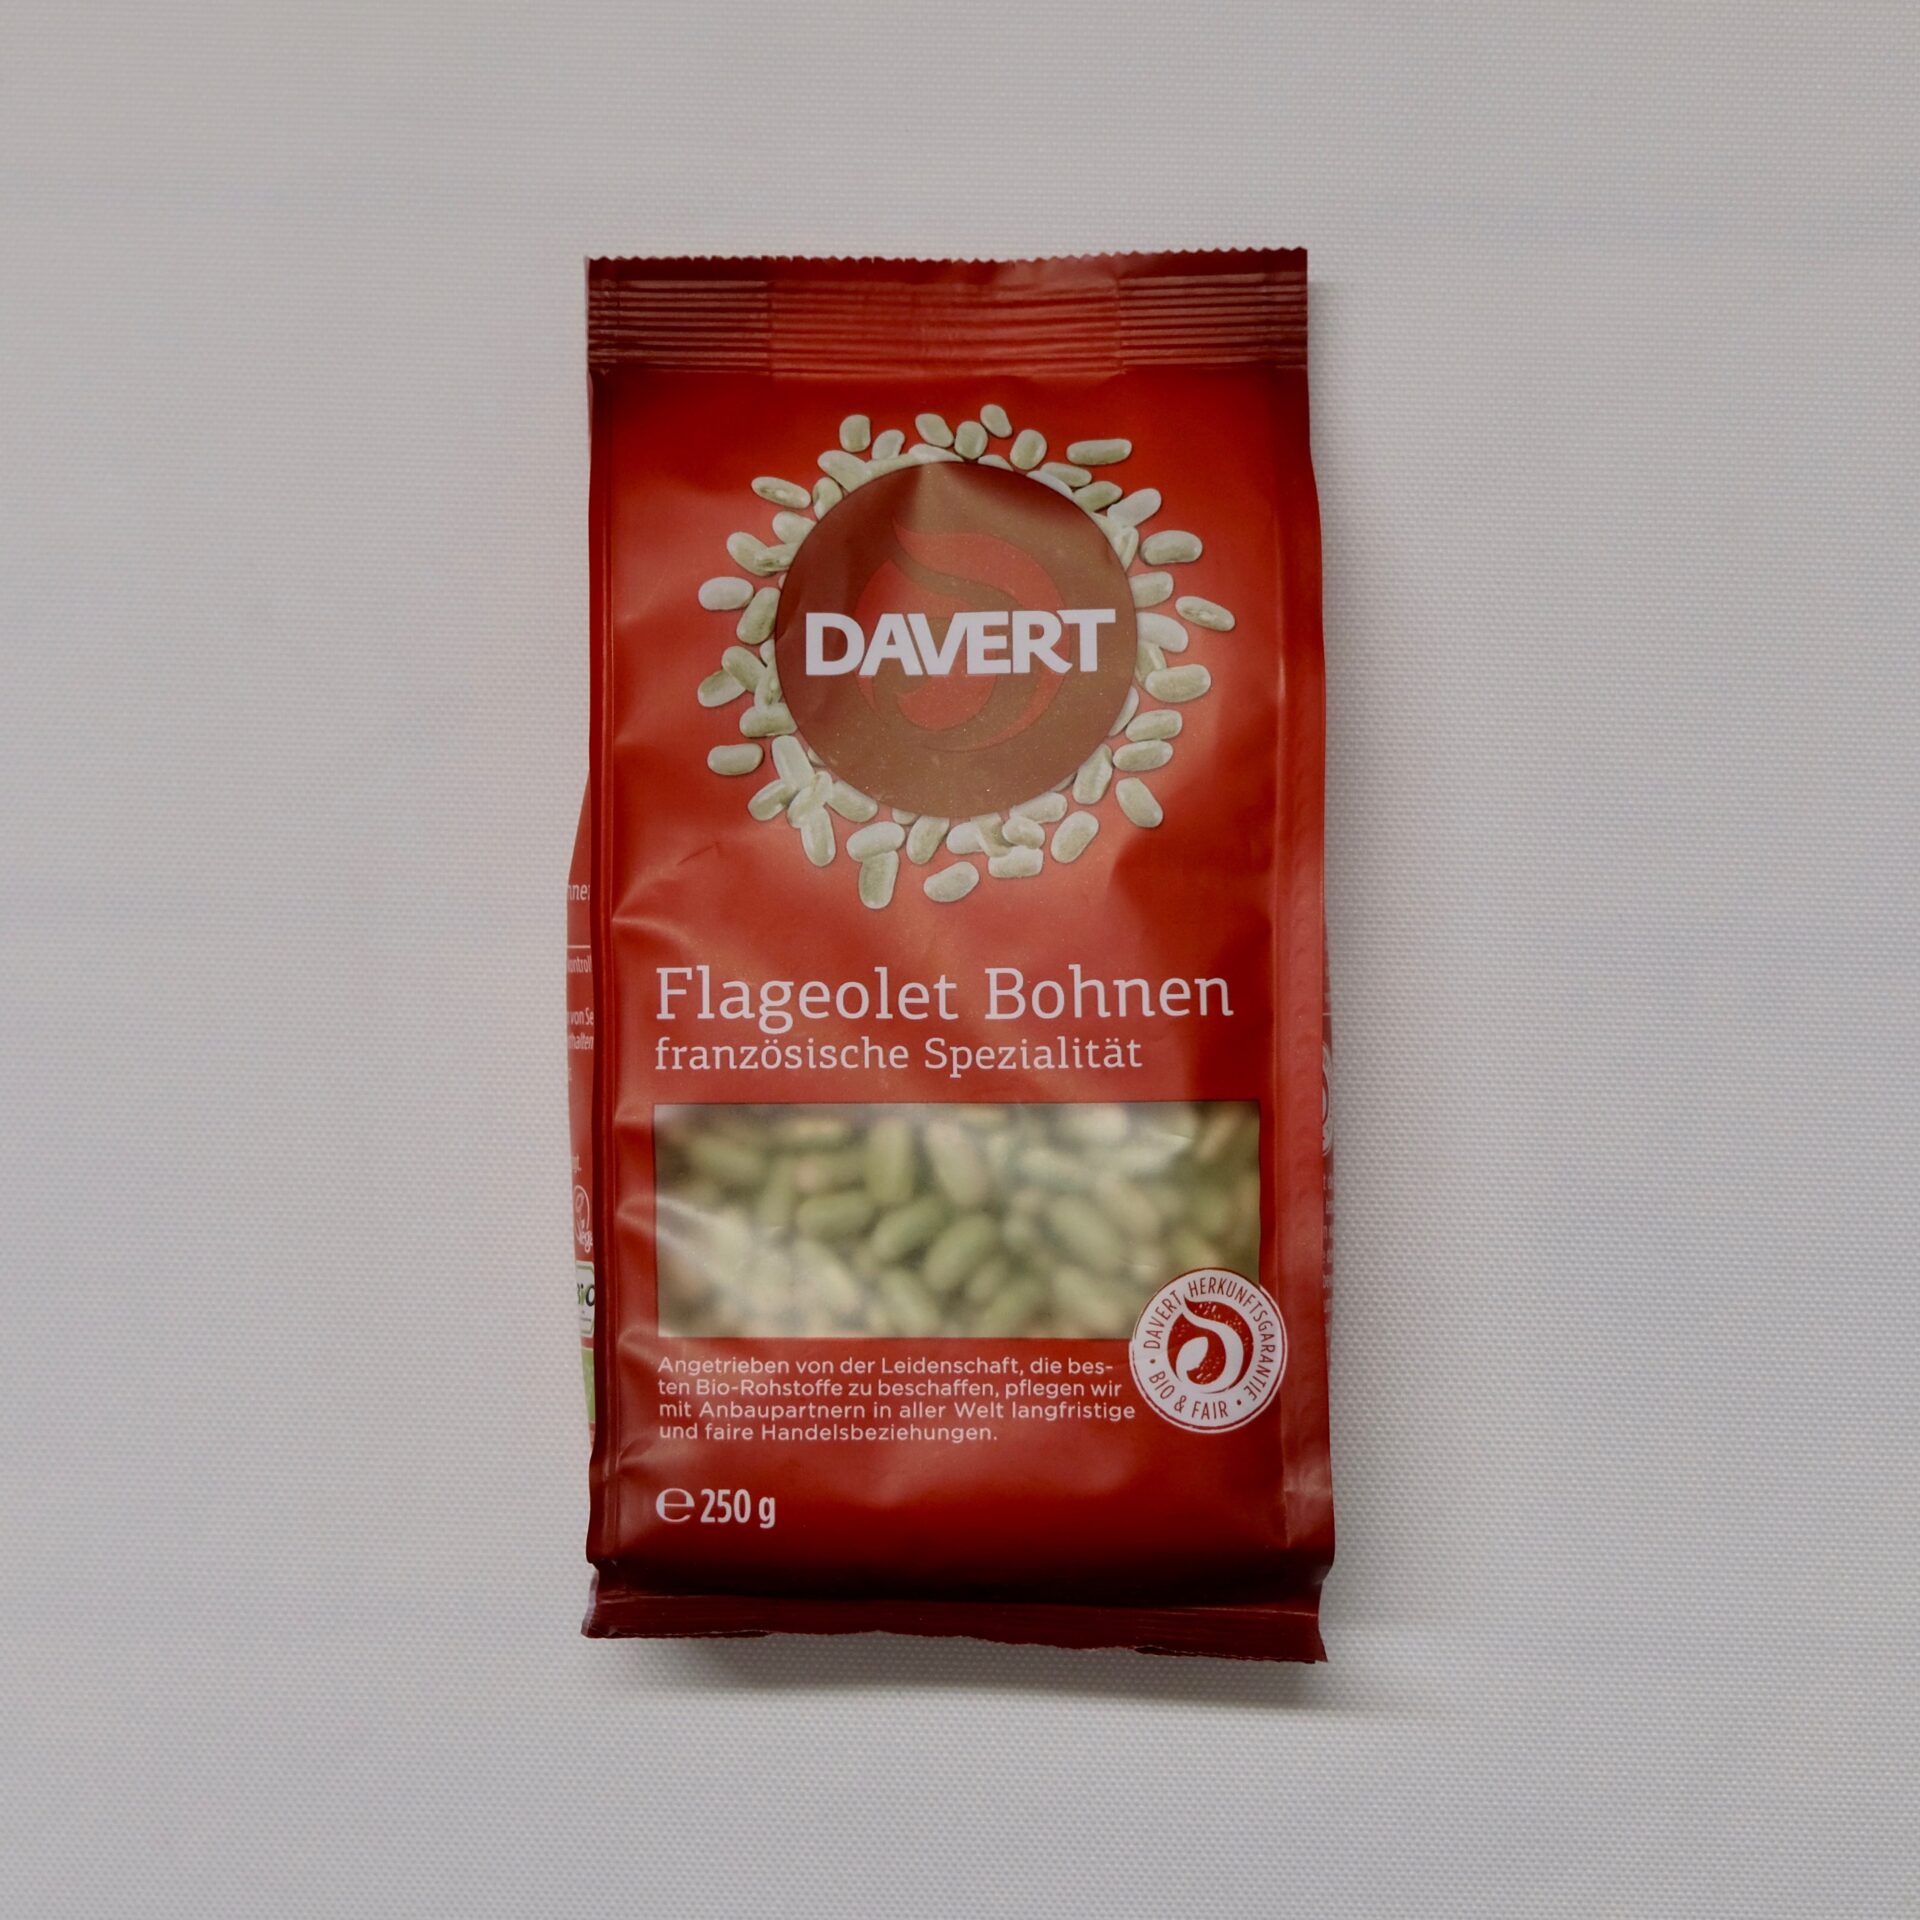 DAVERT
Flageolet Bohnen
französische Spezialität
Angetrieben von der Leidenschaft, die bes-
ten Bio-Rohstoffe zu beschaffen, pflegen wir
mit Anbaupartnern in aller Welt langfristige
und faire Handelsbeziehungen.
DAVERT HERKUNFTSGARANTIE
• BIO & FAIR •
℮ 250 g